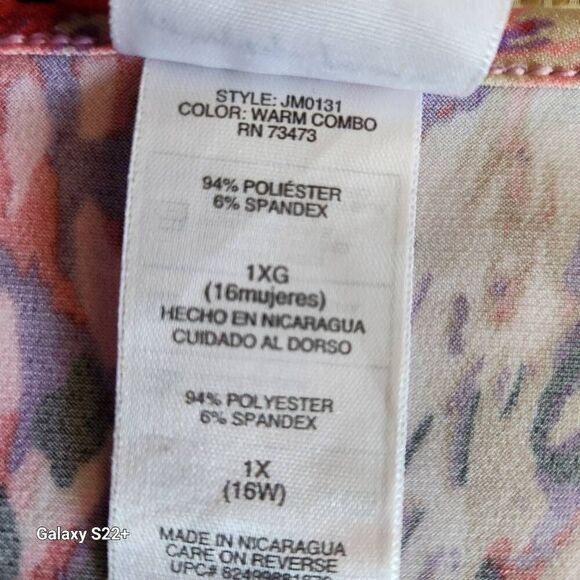 STYLE: JM0131
COLOR: WARM COMBO
RN 73473
94% POLIÉSTER
6% SPANDEX
1XG
(16mujeres)
HECHO EN NICARAGUA
CUIDADO AL DORSO
94% POLYESTER
6% SPANDEX
1X
(16W)
MADE IN NICARAGUA
CARE ON REVERSE
UPC#
Galaxy S22+